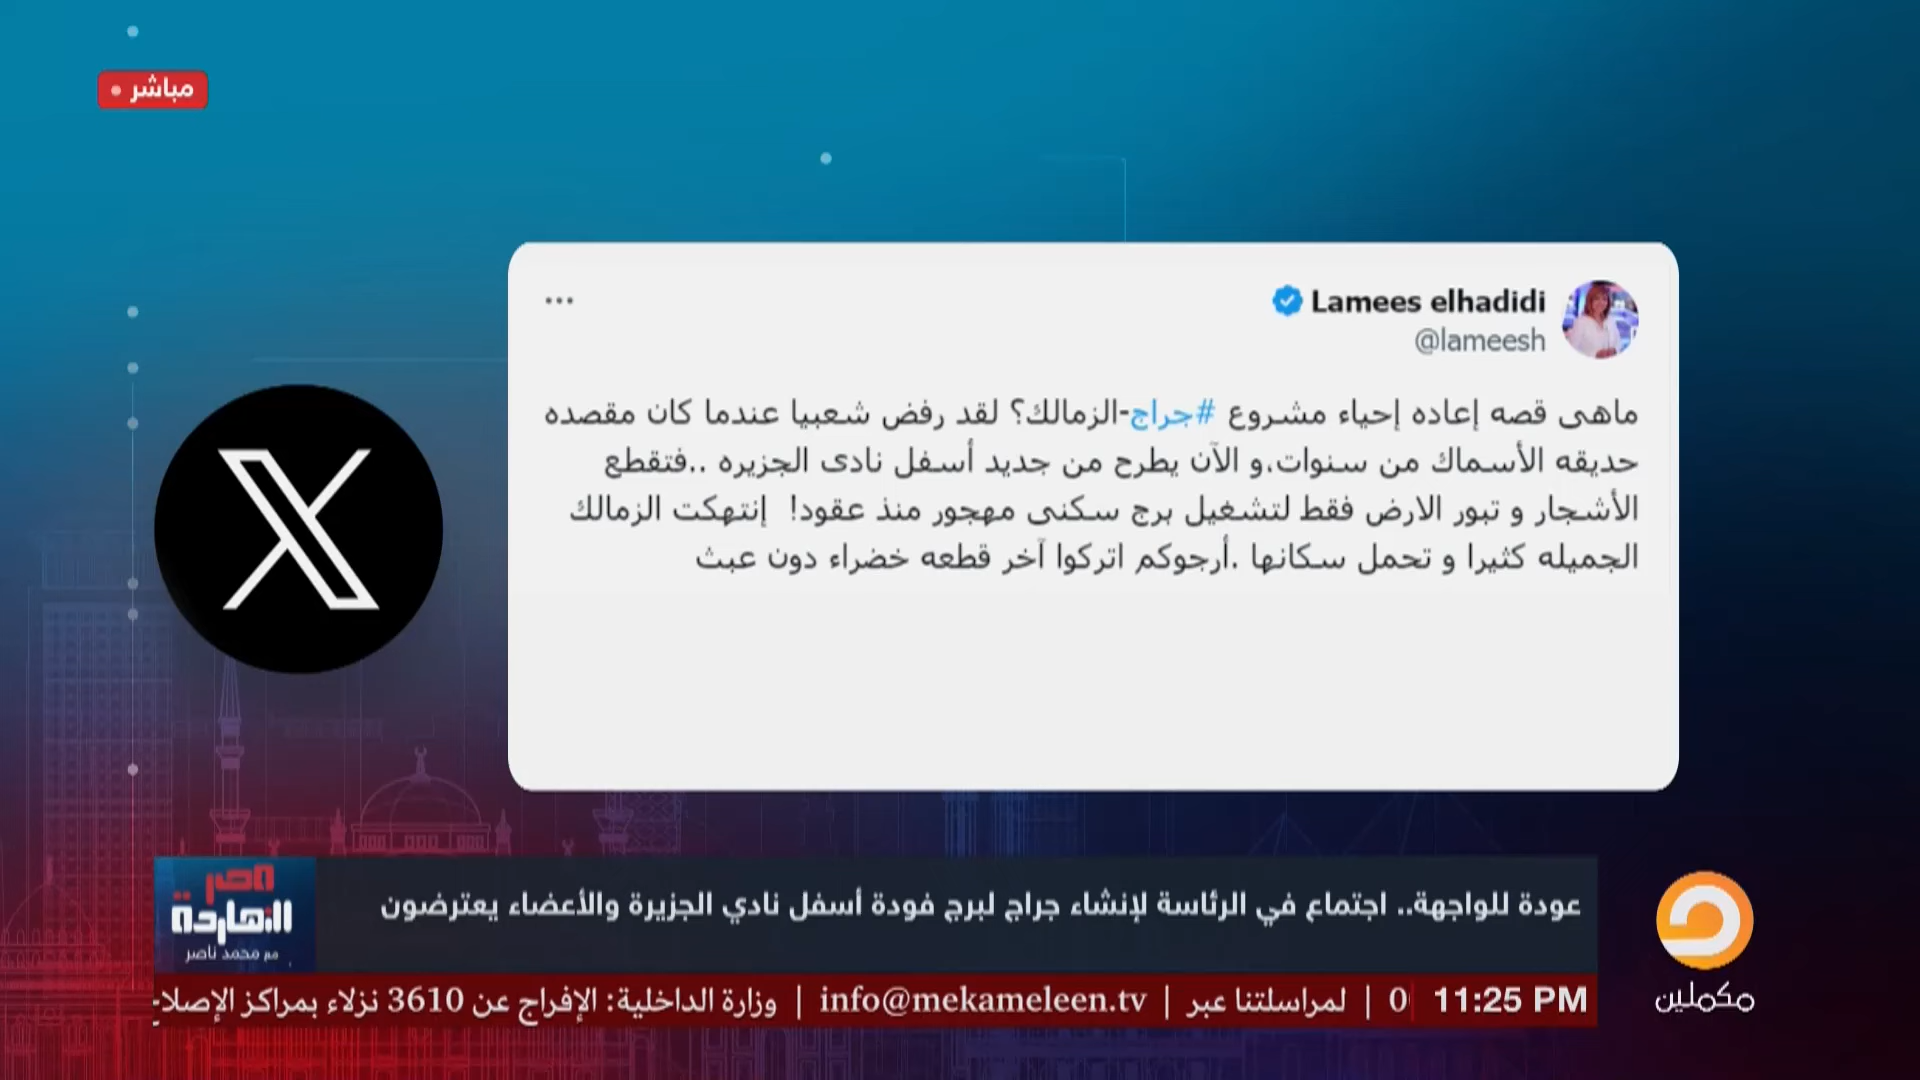 مباشر
Lamees elhadidi
@lameesh
ماهى قصه إعاده إحياء مشروع #جراج-الزمالك؟ لقد رفض شعبيا عندما كان مقصده
حديقه الأسماك من سنوات،و الآن يطرح من جديد أسفل نادى الجزيره ..فتقطع
الأشجار و تبور الارض فقط لتشغيل برج سكنى مهجور منذ عقود! إنتهكت الزمالك
الجميله كثيرا و تحمل سكانها .أرجوكم اتركوا آخر قطعه خضراء دون عبث
عودة للواجهة.. اجتماع في الرئاسة لإنشاء جراج لبرج فودة أسفل نادي الجزيرة والأعضاء يعترضون
مصر
النهاردة
مع محمد ناصر
11:25 PM
0 | لمراسلتنا عبر | info@mekameleen.tv | وزارة الداخلية: الإفراج عن 3610 نزلاء بمراكز الإصلاح
مكملين